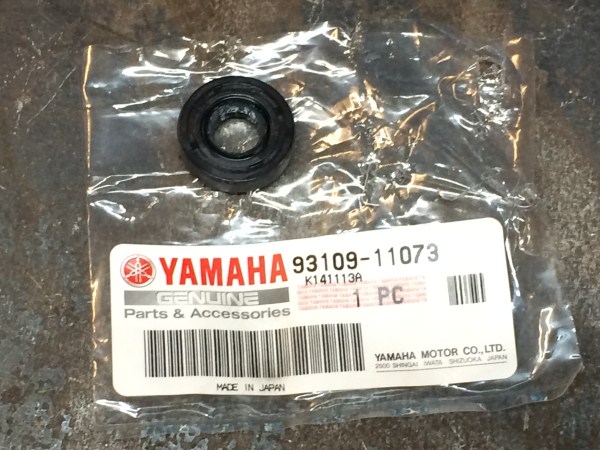 YAMAHA 93109-11073
K141113A
GENUINE
1 PC
Parts & Accessories
YAMAHA MOTOR CO., LTD.
2500 SHINGAI IWATA SHIZUOKA JAPAN
MADE IN JAPAN